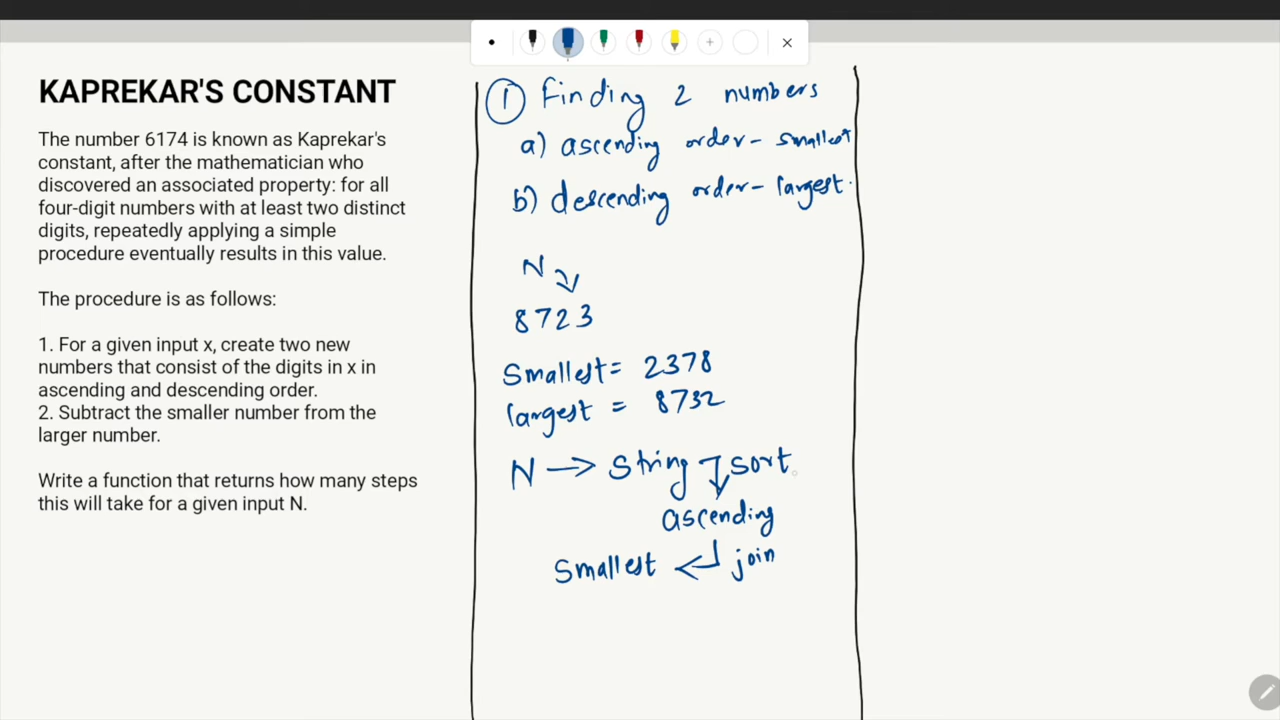 KAPREKAR'S CONSTANT
The number 6174 is known as Kaprekar's
constant, after the mathematician who
discovered an associated property: for all
four-digit numbers with at least two distinct
digits, repeatedly applying a simple
procedure eventually results in this value.
The procedure is as follows:
1. For a given input x, create two new
numbers that consist of the digits in x in
ascending and descending order.
2. Subtract the smaller number from the
larger number.
Write a function that returns how many steps
this will take for a given input N.
① Finding 2 numbers
a) ascending order - smallest
b) descending order - largest.
N
8723
Smallest = 2378
largest = 8732
N → String sort
ascending
Smallest ← join